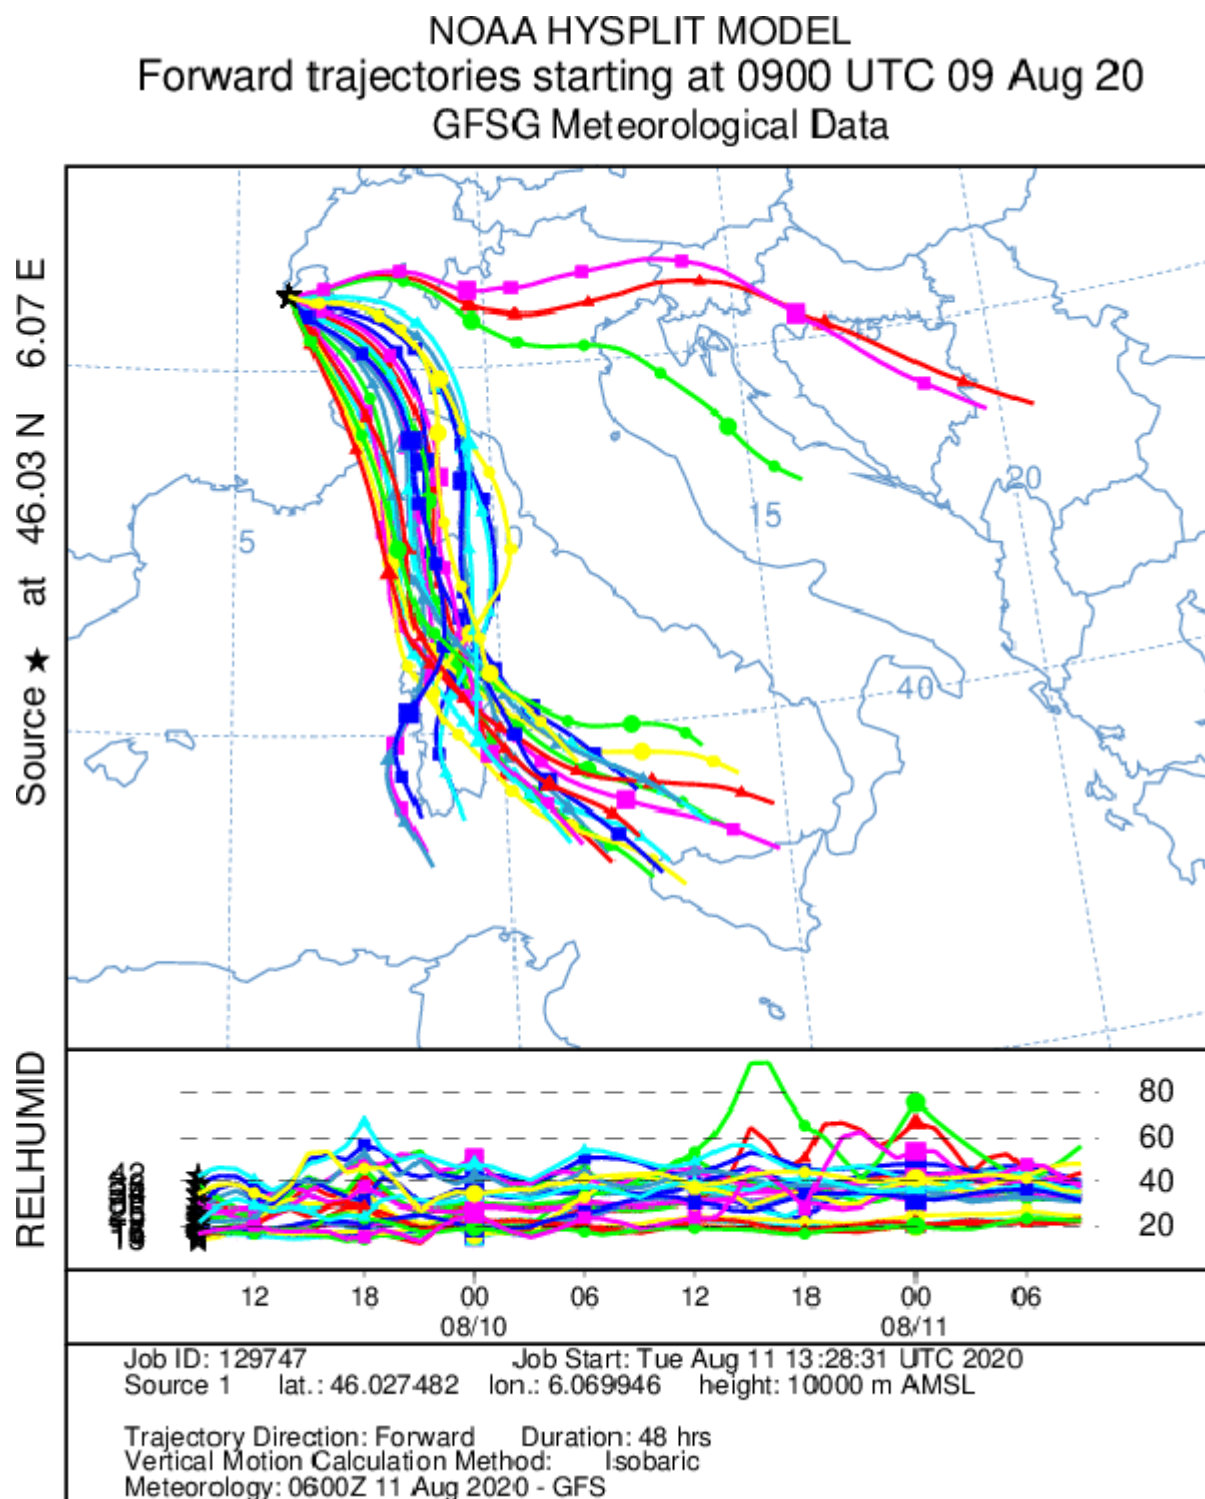 NOAA HYSPLIT MODEL
Forward trajectories starting at 0900 UTC 09 Aug 20
GFSG Meteorological Data
Source ★ at 46.03 N 6.07 E
5
15
20
40
RELHUMID
80
60
40
20
12 18 00 06 12 18 00 06
08/10 08/11
Job ID: 129747 Job Start: Tue Aug 11 13:28:31 UTC 2020
Source 1 lat.: 46.027482 lon.: 6.069946 height: 10000 m AMSL
Trajectory Direction: Forward Duration: 48 hrs
Vertical Motion Calculation Method: Isobaric
Meteorology: 0600Z 11 Aug 2020 - GFS